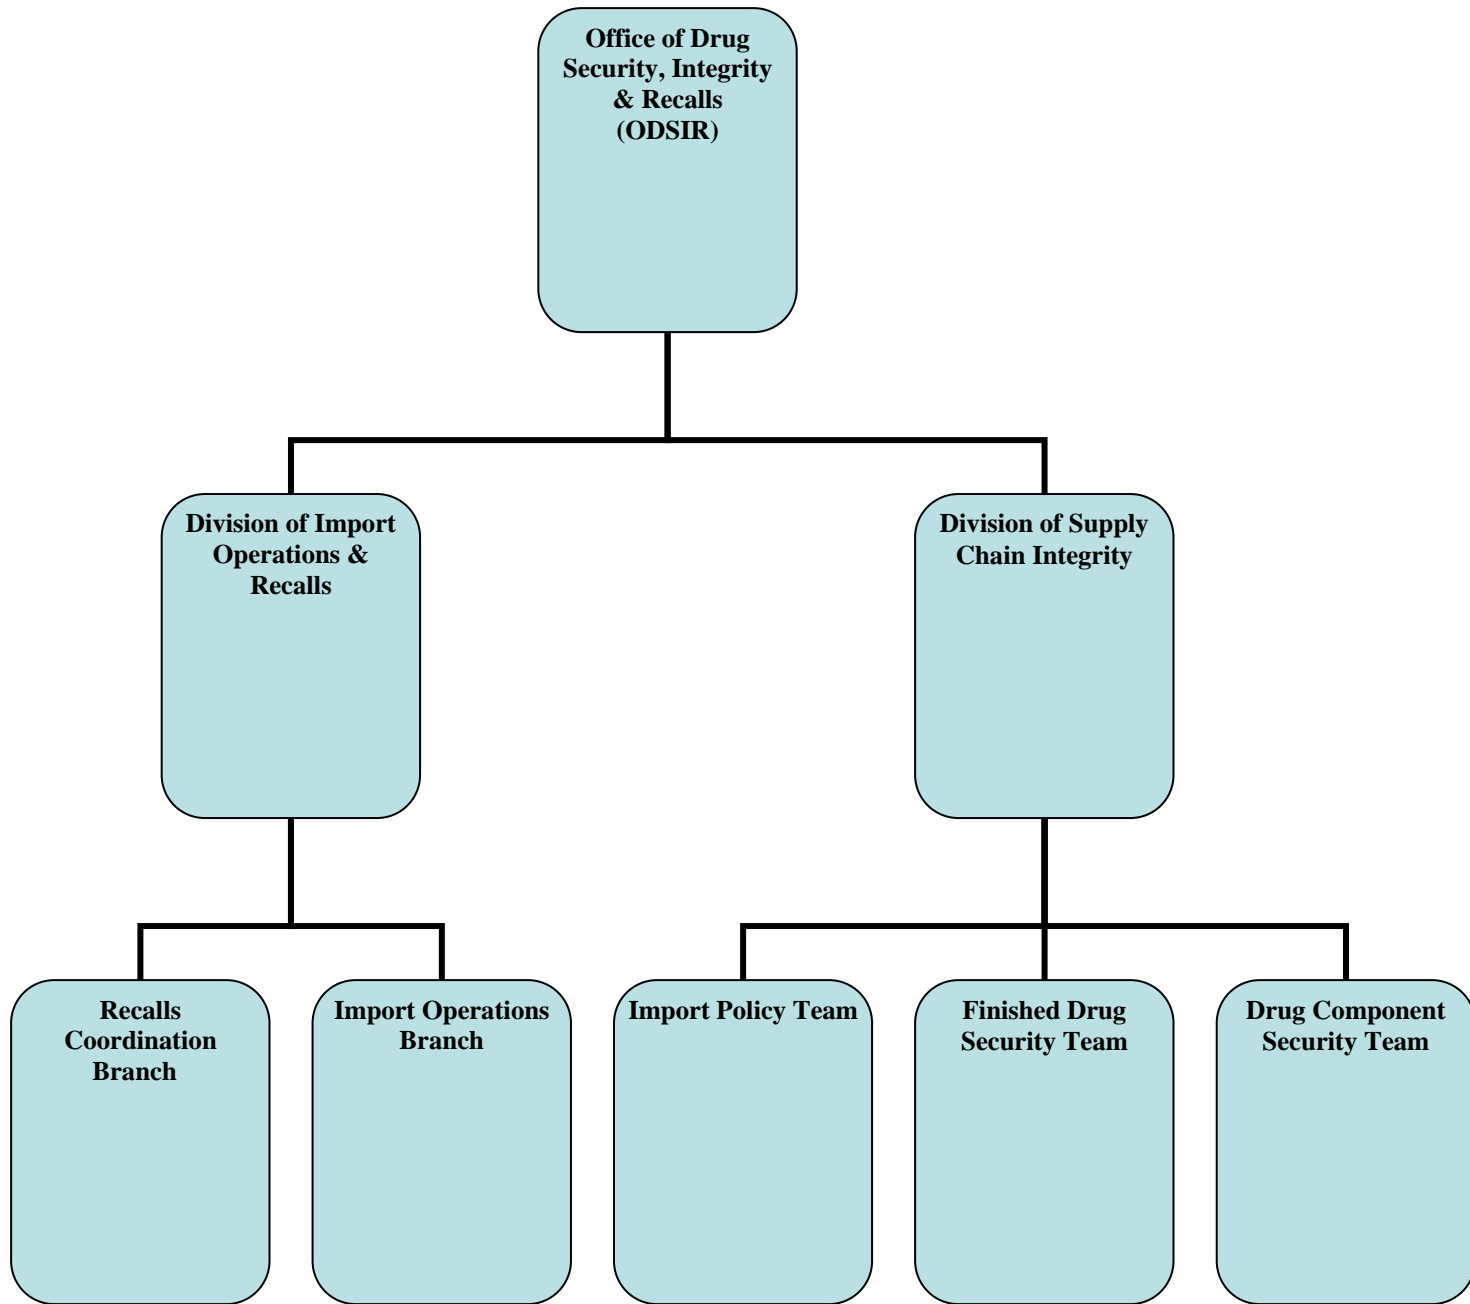 Office of Drug
Security, Integrity
& Recalls
(ODSIR)
Division of Import
Operations &
Recalls
Division of Supply
Chain Integrity
Recalls
Coordination
Branch
Import Operations
Branch
Import Policy Team
Finished Drug
Security Team
Drug Component
Security Team